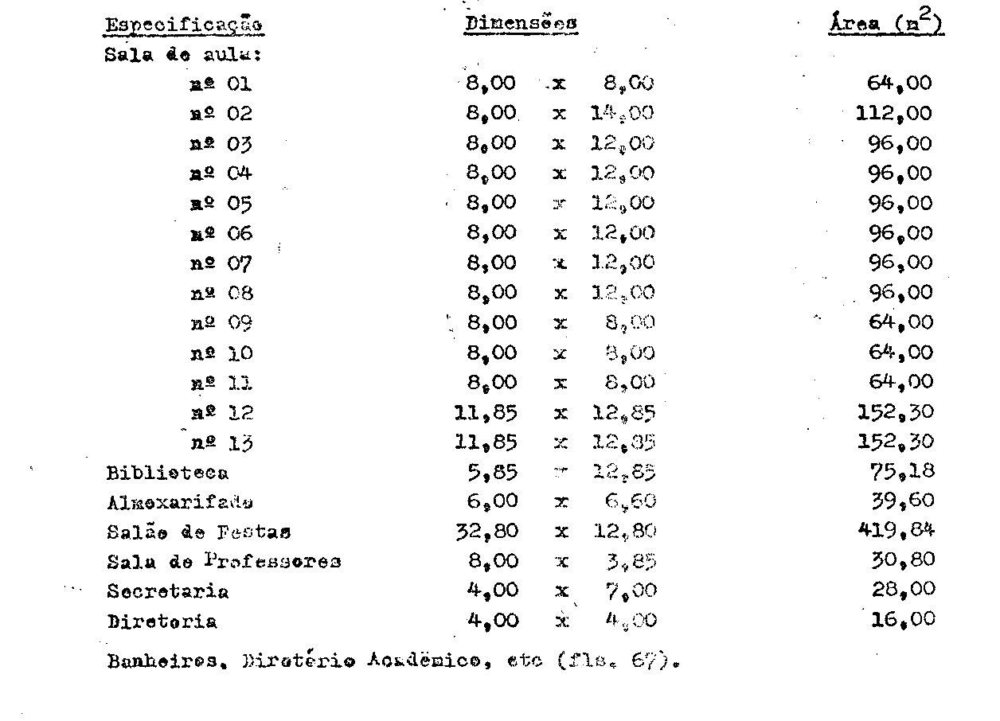 Especificação Dimensões Área (m²)
Sala de aula:
nº 01 8,00 x 8,00 64,00
nº 02 8,00 x 14,00 112,00
nº 03 8,00 x 12,00 96,00
nº 04 8,00 x 12,00 96,00
nº 05 8,00 x 12,00 96,00
nº 06 8,00 x 12,00 96,00
nº 07 8,00 x 12,00 96,00
nº 08 8,00 x 12,00 96,00
nº 09 8,00 x 8,00 64,00
nº 10 8,00 x 8,00 64,00
nº 11 8,00 x 8,00 64,00
nº 12 11,85 x 12,85 152,30
nº 13 11,85 x 12,85 152,30
Biblioteca 5,85 x 12,85 75,18
Almoxarifado 6,00 x 6,60 39,60
Salão de Festas 32,80 x 12,80 419,84
Sala de Professores 8,00 x 3,85 30,80
Secretaria 4,00 x 7,00 28,00
Diretoria 4,00 x 4,00 16,00
Banheiros, Diretório Acadêmico, etc (fls. 67).